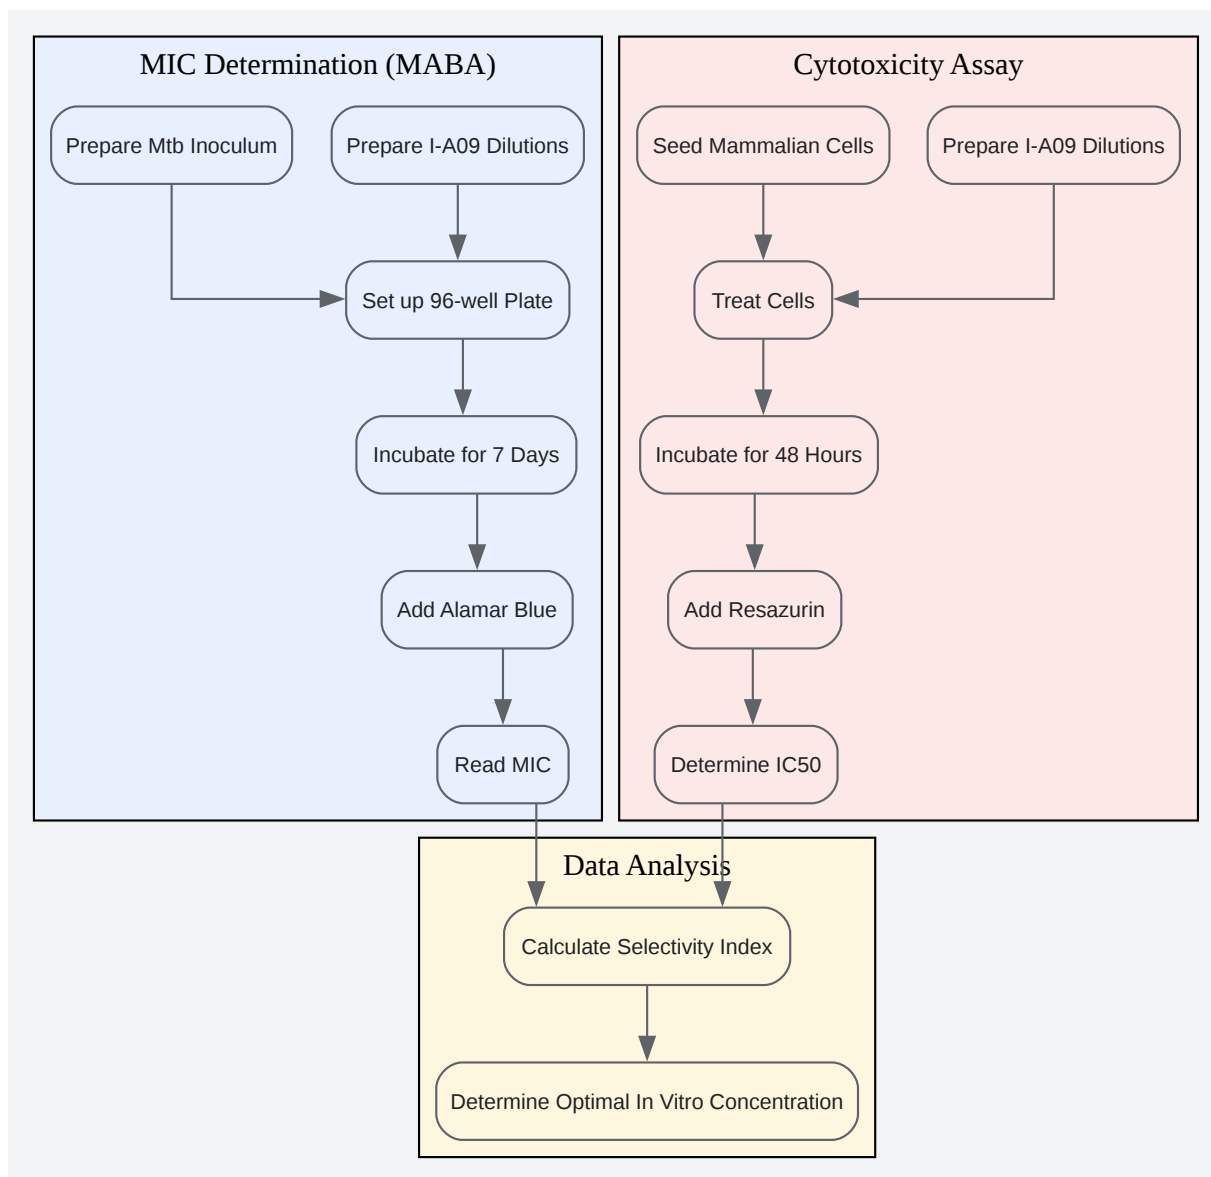 MIC Determination (MABA)
Prepare Mtb Inoculum
Prepare I-A09 Dilutions
Set up 96-well Plate
Incubate for 7 Days
Add Alamar Blue
Read MIC
Cytotoxicity Assay
Seed Mammalian Cells
Prepare I-A09 Dilutions
Treat Cells
Incubate for 48 Hours
Add Resazurin
Determine IC50
Data Analysis
Calculate Selectivity Index
Determine Optimal In Vitro Concentration